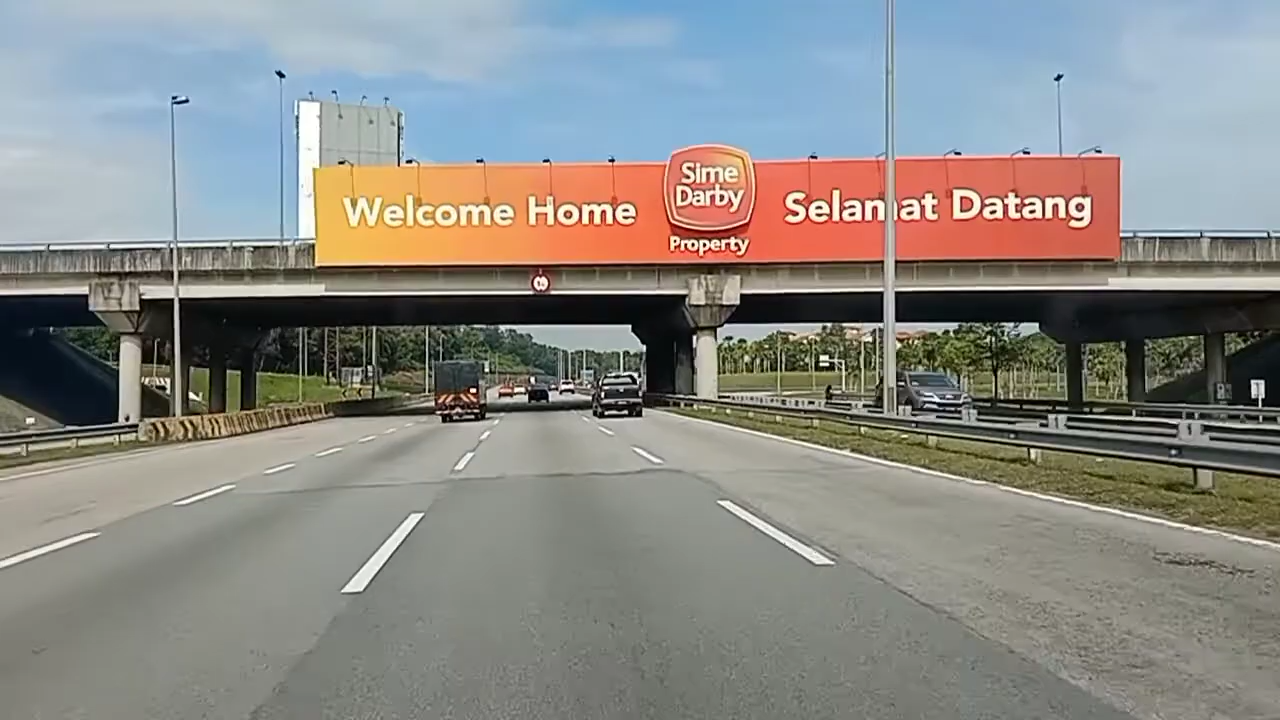 Welcome Home
Sime
Darby
Property
Selamat Datang